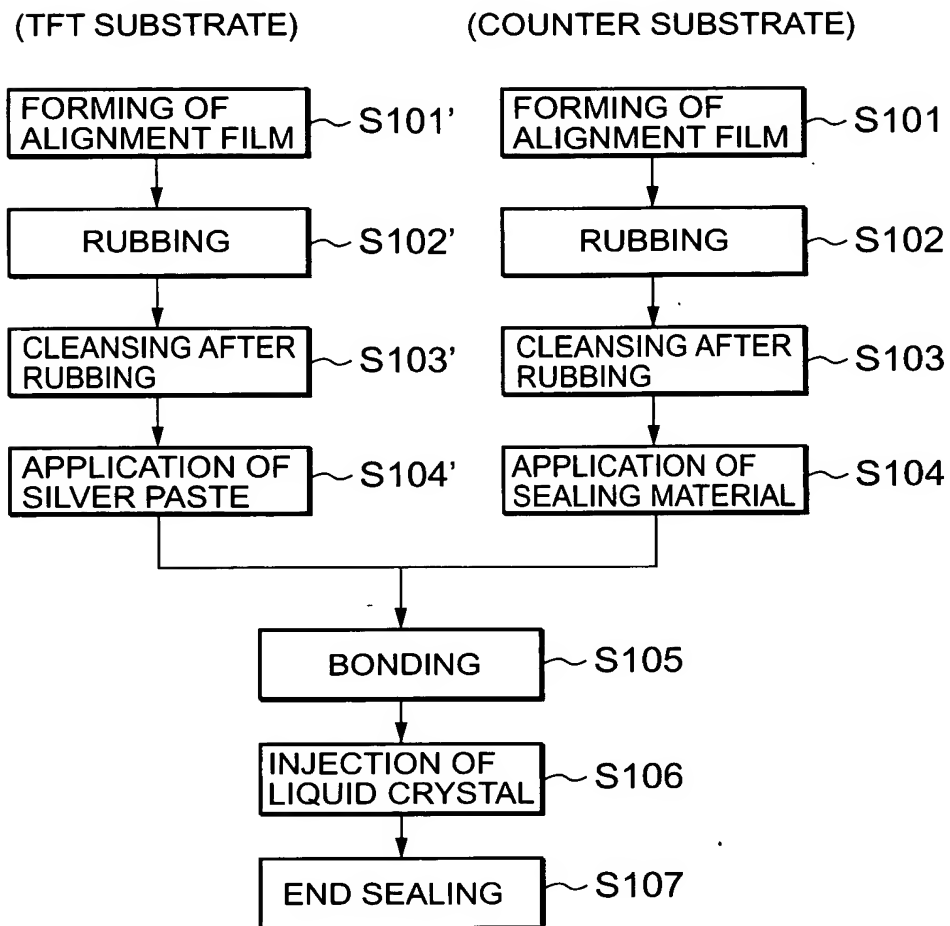 (TFT SUBSTRATE)
(COUNTER SUBSTRATE)
FORMING OF
ALIGNMENT FILM
S101'
FORMING OF
ALIGNMENT FILM
S101
RUBBING
S102'
RUBBING
S102
CLEANSING AFTER
RUBBING
S103'
CLEANSING AFTER
RUBBING
S103
APPLICATION OF
SILVER PASTE
S104'
APPLICATION OF
SEALING MATERIAL
S104
BONDING
S105
INJECTION OF
LIQUID CRYSTAL
S106
END SEALING
S107